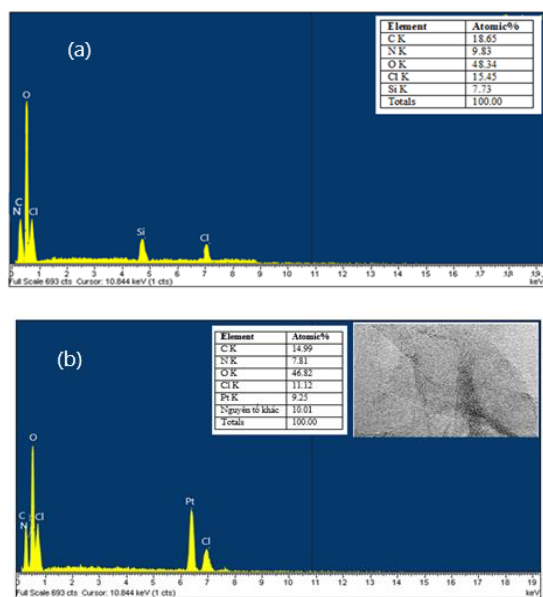 (a)
Element Atomic%
C K 18.65
N K 9.83
O K 48.34
Cl K 15.45
Si K 7.73
Totals 100.00
O
C
N
Cl
Si
Cl
0 1 2 3 4 5 6 7 8 9 10 11 12 13 14 15 16 17 18 19
Full Scale 693 cts Cursor: 10.844 keV (1 cts) keV
(b)
Element Atomic%
C K 14.99
N K 7.81
O K 46.82
Cl K 11.12
Pt K 9.25
Nguyên tố khác 10.01
Totals 100.00
O
C
N
Cl
Pt
Cl
0 1 2 3 4 5 6 7 8 9 10 11 12 13 14 15 16 17 18 19
Full Scale 693 cts Cursor: 10.844 keV (1 cts) keV